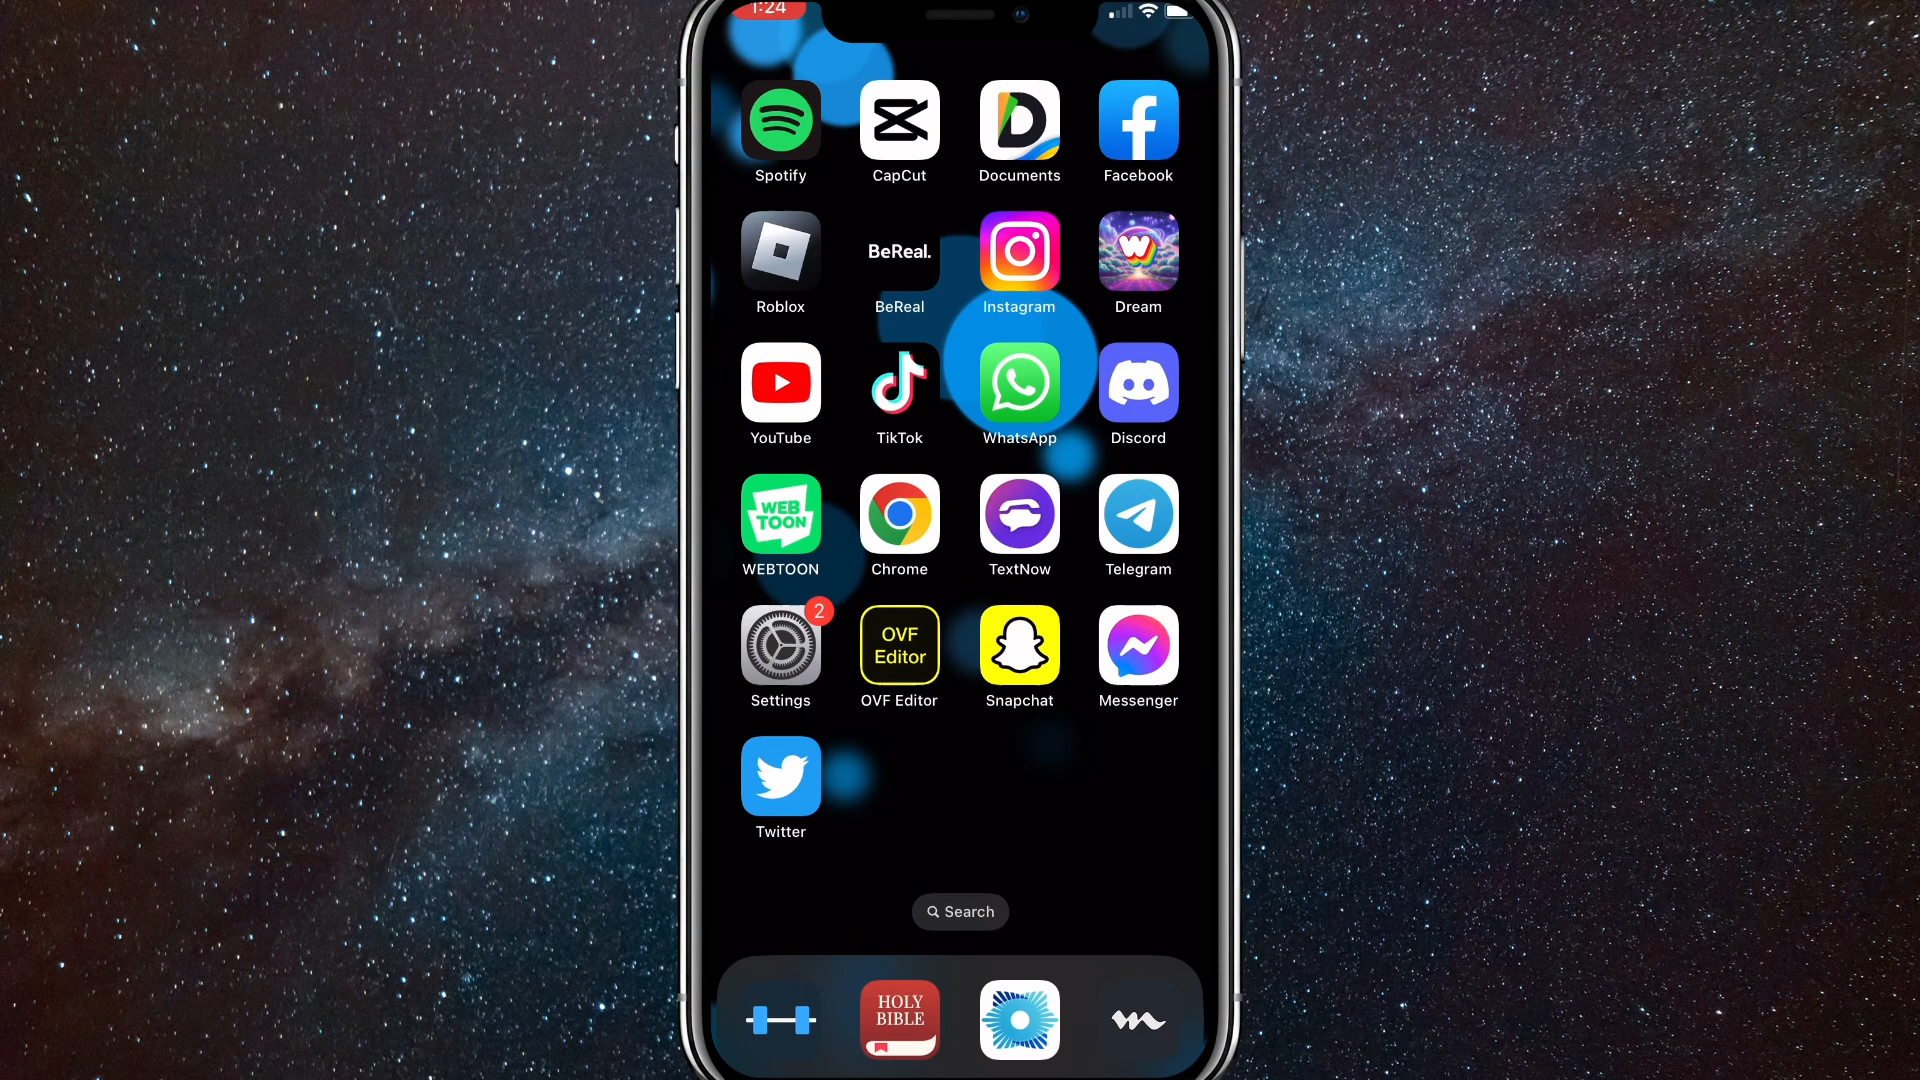 1:24
Spotify
CapCut
Documents
Facebook
BeReal.
Roblox
BeReal
Instagram
Dream
YouTube
TikTok
WhatsApp
Discord
WEB
TOON
WEBTOON
Chrome
TextNow
Telegram
2
OVF
Editor
Settings
OVF Editor
Snapchat
Messenger
Twitter
Search
HOLY
BIBLE